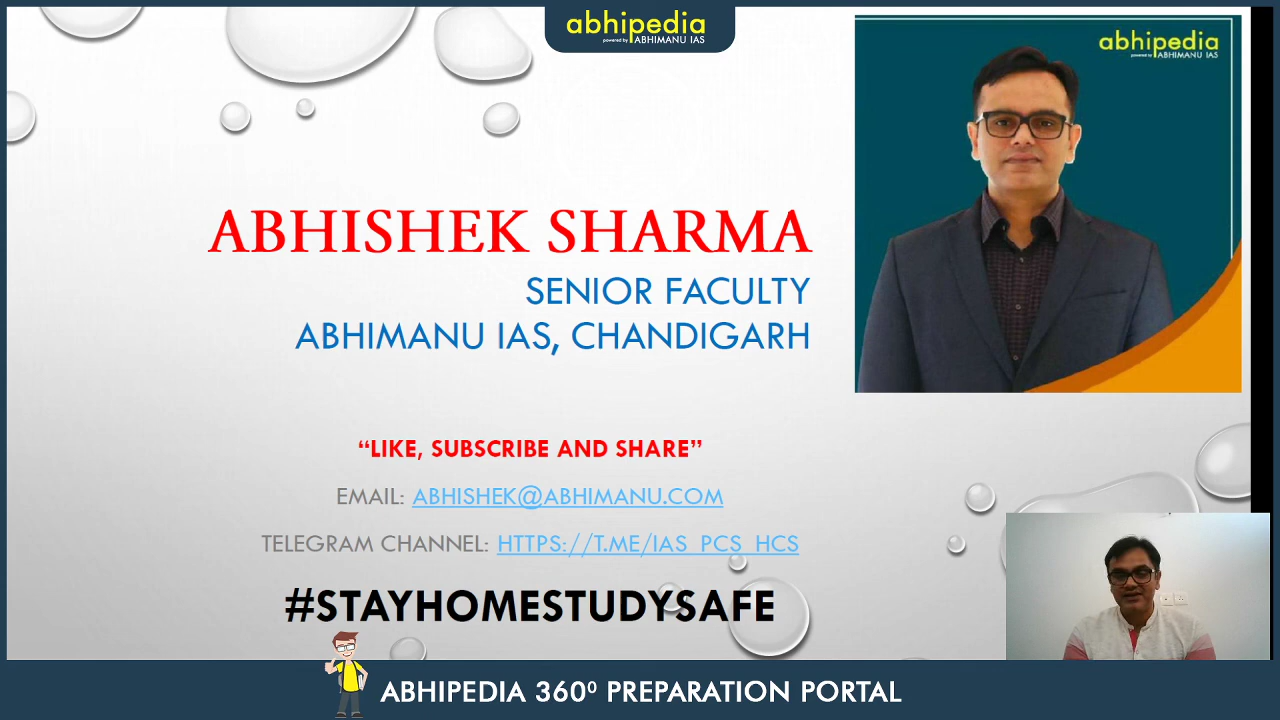 abhipedia
powered by ABHIMANU IAS
abhipedia
powered by ABHIMANU IAS
ABHISHEK SHARMA
SENIOR FACULTY
ABHIMANU IAS, CHANDIGARH
“LIKE, SUBSCRIBE AND SHARE”
EMAIL: ABHISHEK@ABHIMANU.COM
TELEGRAM CHANNEL: HTTPS://T.ME/IAS_PCS_HCS
#STAYHOMESTUDYSAFE
ABHIPEDIA 360⁰ PREPARATION PORTAL